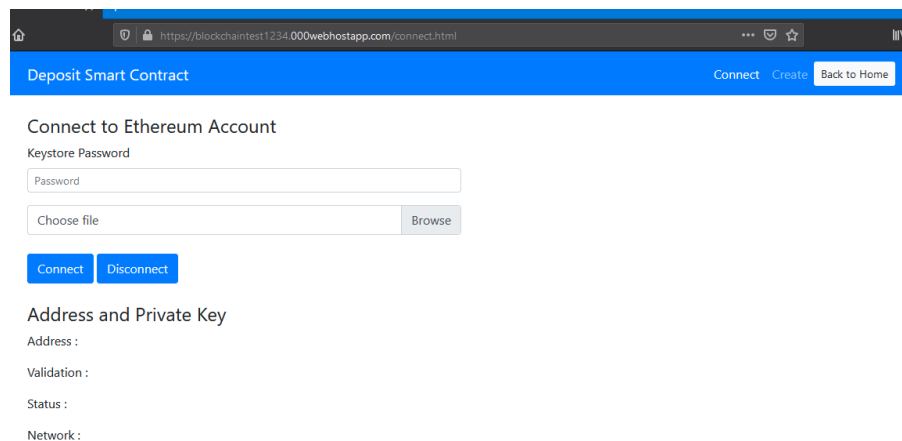 https://blockchaintest1234.000webhostapp.com/connect.html
Deposit Smart Contract Connect Create Back to Home
Connect to Ethereum Account
Keystore Password
Password
Choose file Browse
Connect Disconnect
Address and Private Key
Address :
Validation :
Status :
Network :